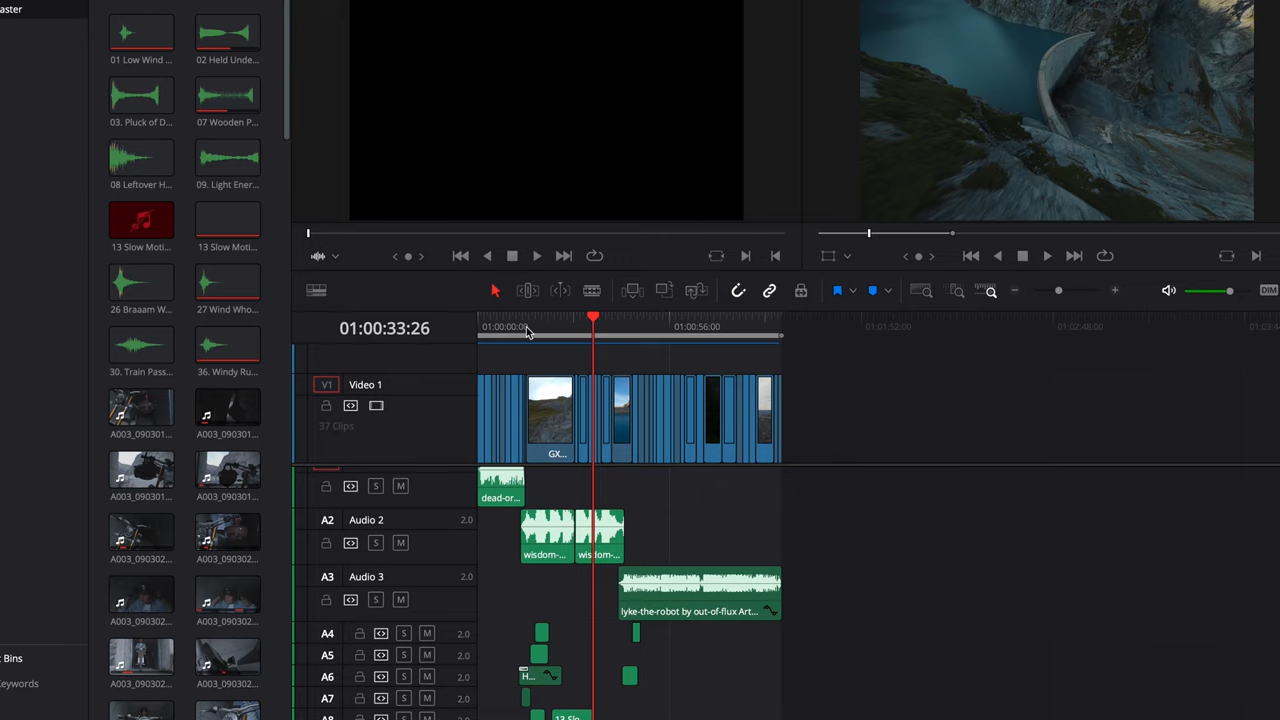 aster
01 Low Wind ...
02 Held Unde...
03. Pluck of D...
07 Wooden P...
08 Leftover H...
09. Light Ener...
13 Slow Moti...
13 Slow Moti...
26 Braaam W...
27 Wind Who...
30. Train Pass...
36. Windy Ru...
A003_090301...
A003_090301...
A003_090301...
A003_090301...
A003_090302...
A003_090302...
A003_090302...
A003_090302...
A003_090302...
A003_090302...
Bins
eywords
DIM
01:00:33:26
01:00:00:00
01:00:56:00
01:01:52:00
01:02:48:00
V1 Video 1
37 Clips
GX...
S M
dead-or...
A2 Audio 2 2.0
S M
wisdom-...
wisdom-...
A3 Audio 3 2.0
S M
lyke-the-robot by out-of-flux Art...
A4 S M 2.0
A5 S M 2.0
A6 S M 2.0
H...
A7 S M 2.0
A8 S M 2.0
13 Slo...